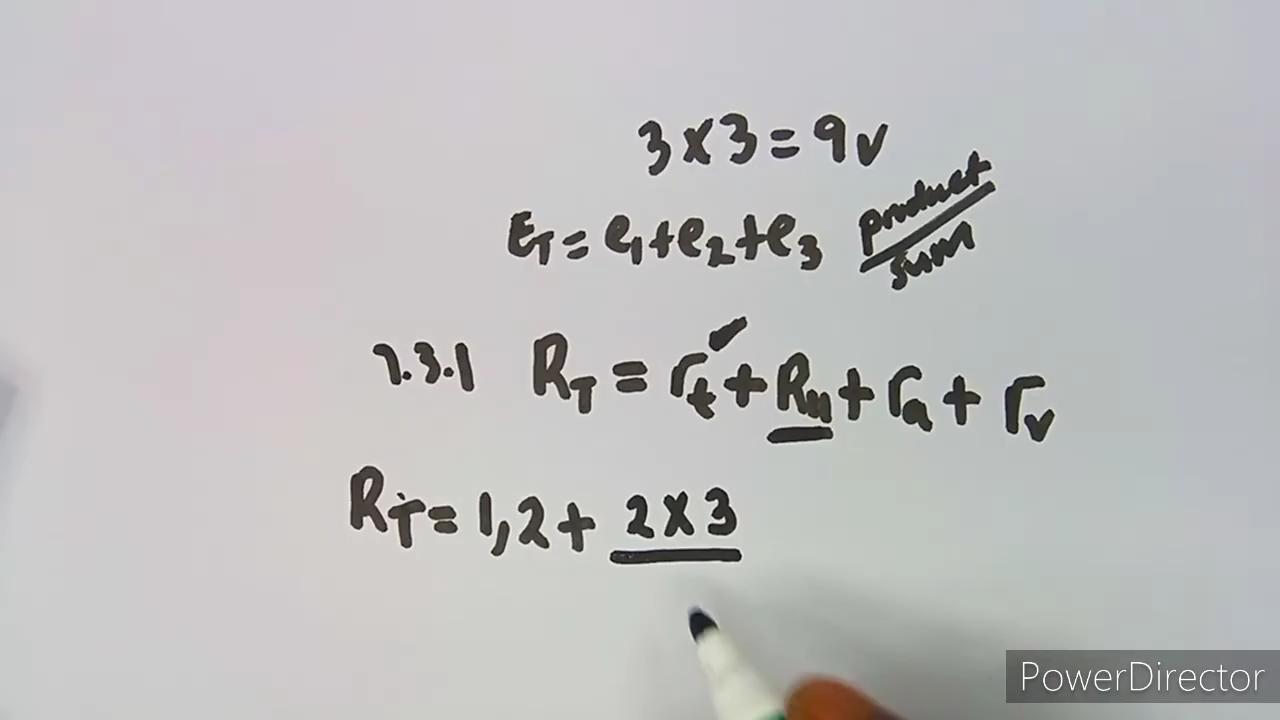 3×3=9v
ET=e1+e2+e3 product/sum
7.3.1 RT=rt+R11+ra+rv
RT=1,2+2×3
PowerDirector